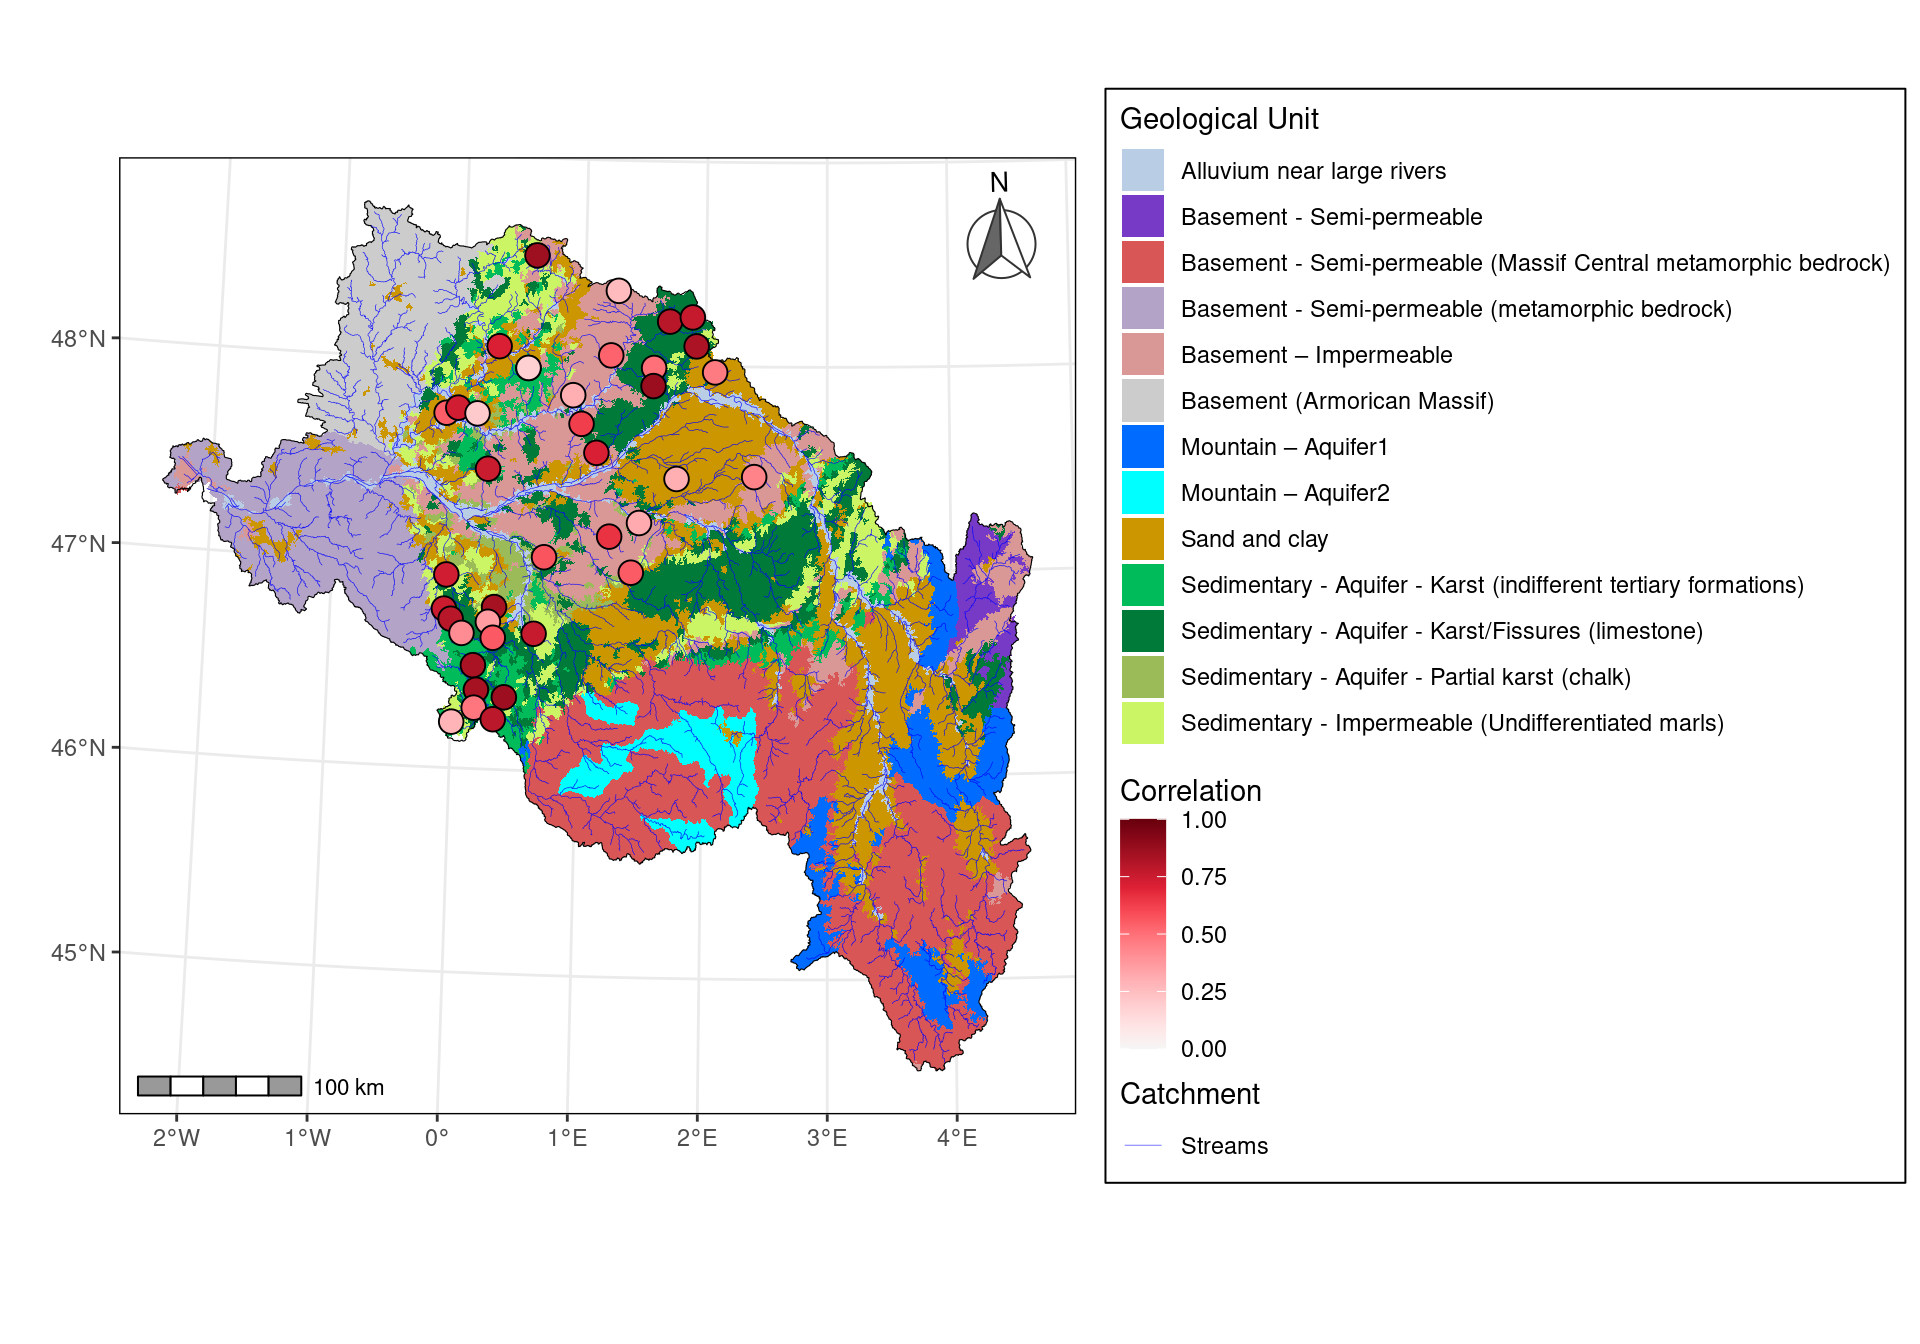 N
48°N
47°N
46°N
45°N
100 km
2°W 1°W 0° 1°E 2°E 3°E 4°E
Geological Unit
Alluvium near large rivers
Basement - Semi-permeable
Basement - Semi-permeable (Massif Central metamorphic bedrock)
Basement - Semi-permeable (metamorphic bedrock)
Basement – Impermeable
Basement (Armorican Massif)
Mountain – Aquifer1
Mountain – Aquifer2
Sand and clay
Sedimentary - Aquifer - Karst (indifferent tertiary formations)
Sedimentary - Aquifer - Karst/Fissures (limestone)
Sedimentary - Aquifer - Partial karst (chalk)
Sedimentary - Impermeable (Undifferentiated marls)
Correlation
1.00
0.75
0.50
0.25
0.00
Catchment
Streams